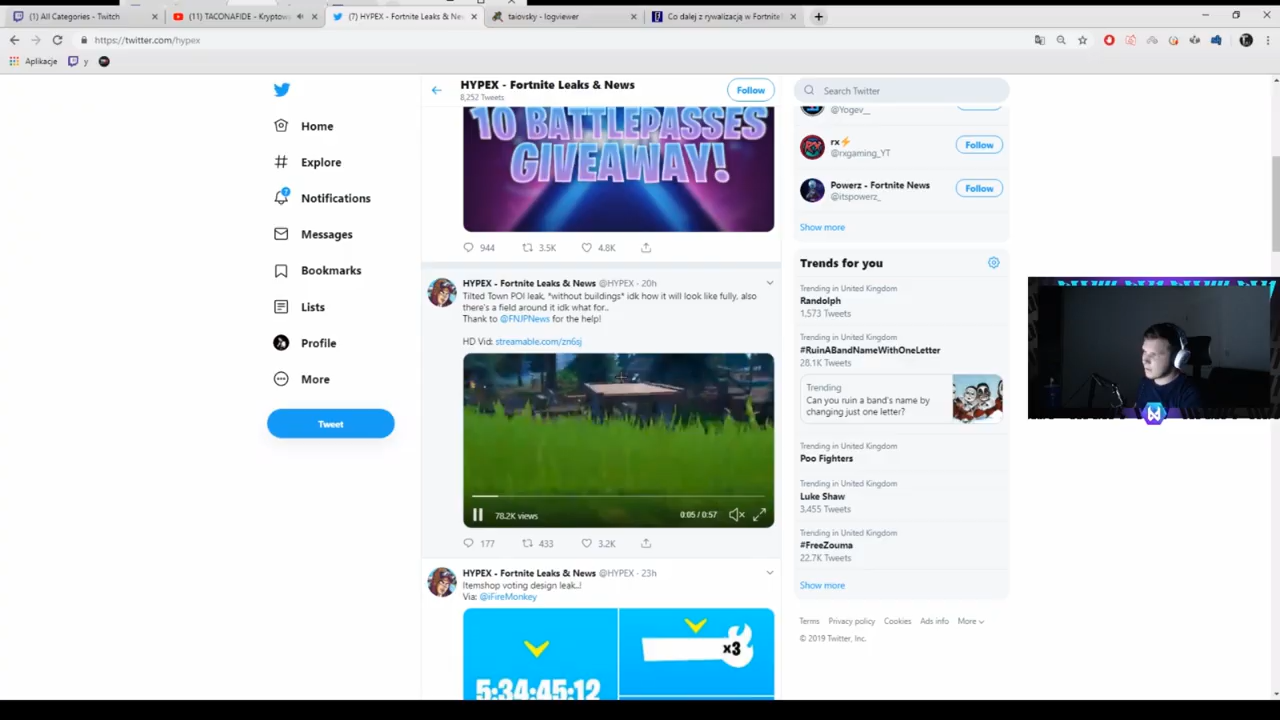 (1) All Categories - Twitch
(11) TACONAFIDE - Kryptow
(7) HYPEX - Fortnite Leaks & New
taiovsky - logviewer
Co dalej z rywalizacją w Fortnite
https://twitter.com/hypex
Aplikacje
y
HYPEX - Fortnite Leaks & News
8,252 Tweets
Follow
Search Twitter
Home
Explore
7
Notifications
Messages
Bookmarks
Lists
Profile
More
Tweet
10 BATTLEPASSES
GIVEAWAY!
944
3.5K
4.8K
HYPEX - Fortnite Leaks & News @HYPEX · 20h
Tilted Town POI leak, *without buildings* idk how it will look like fully, also
there's a field around it idk what for..
Thank to @FNJPNews for the help!
HD Vid: streamable.com/zn6sj
78.2K views
0:05 / 0:57
177
433
3.2K
HYPEX - Fortnite Leaks & News @HYPEX · 23h
Itemshop voting design leak..!
Via: @iFireMonkey
5:34:45:12
x3
@Yogev__
rx⚡
@rxgaming_YT
Follow
Powerz - Fortnite News
@itspowerz_
Follow
Show more
Trends for you
Trending in United Kingdom
Randolph
1,573 Tweets
Trending in United Kingdom
#RuinABandNameWithOneLetter
28.1K Tweets
Trending
Can you ruin a band's name by
changing just one letter?
Trending in United Kingdom
Poo Fighters
Trending in United Kingdom
Luke Shaw
3,455 Tweets
Trending in United Kingdom
#FreeZouma
22.7K Tweets
Show more
Terms Privacy policy Cookies Ads info More
© 2019 Twitter, Inc.